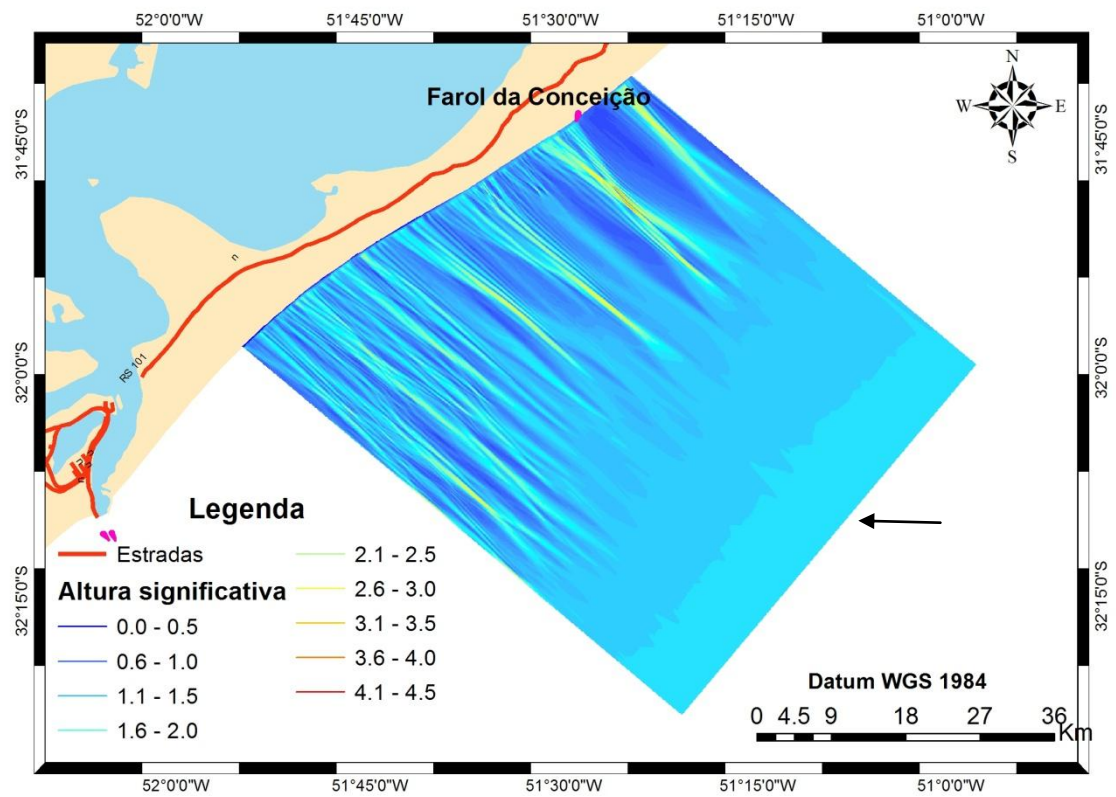 52°0'0"W 51°45'0"W 51°30'0"W 51°15'0"W 51°0'0"W
N
W E
S
Farol da Conceição
31°45'0"S
31°45'0"S
n
32°0'0"S
32°0'0"S
RS 101
Legenda
Estradas
Altura significativa
0.0 - 0.5
0.6 - 1.0
1.1 - 1.5
1.6 - 2.0
2.1 - 2.5
2.6 - 3.0
3.1 - 3.5
3.6 - 4.0
4.1 - 4.5
32°15'0"S
32°15'0"S
Datum WGS 1984
0 4.5 9 18 27 36
Km
52°0'0"W 51°45'0"W 51°30'0"W 51°15'0"W 51°0'0"W